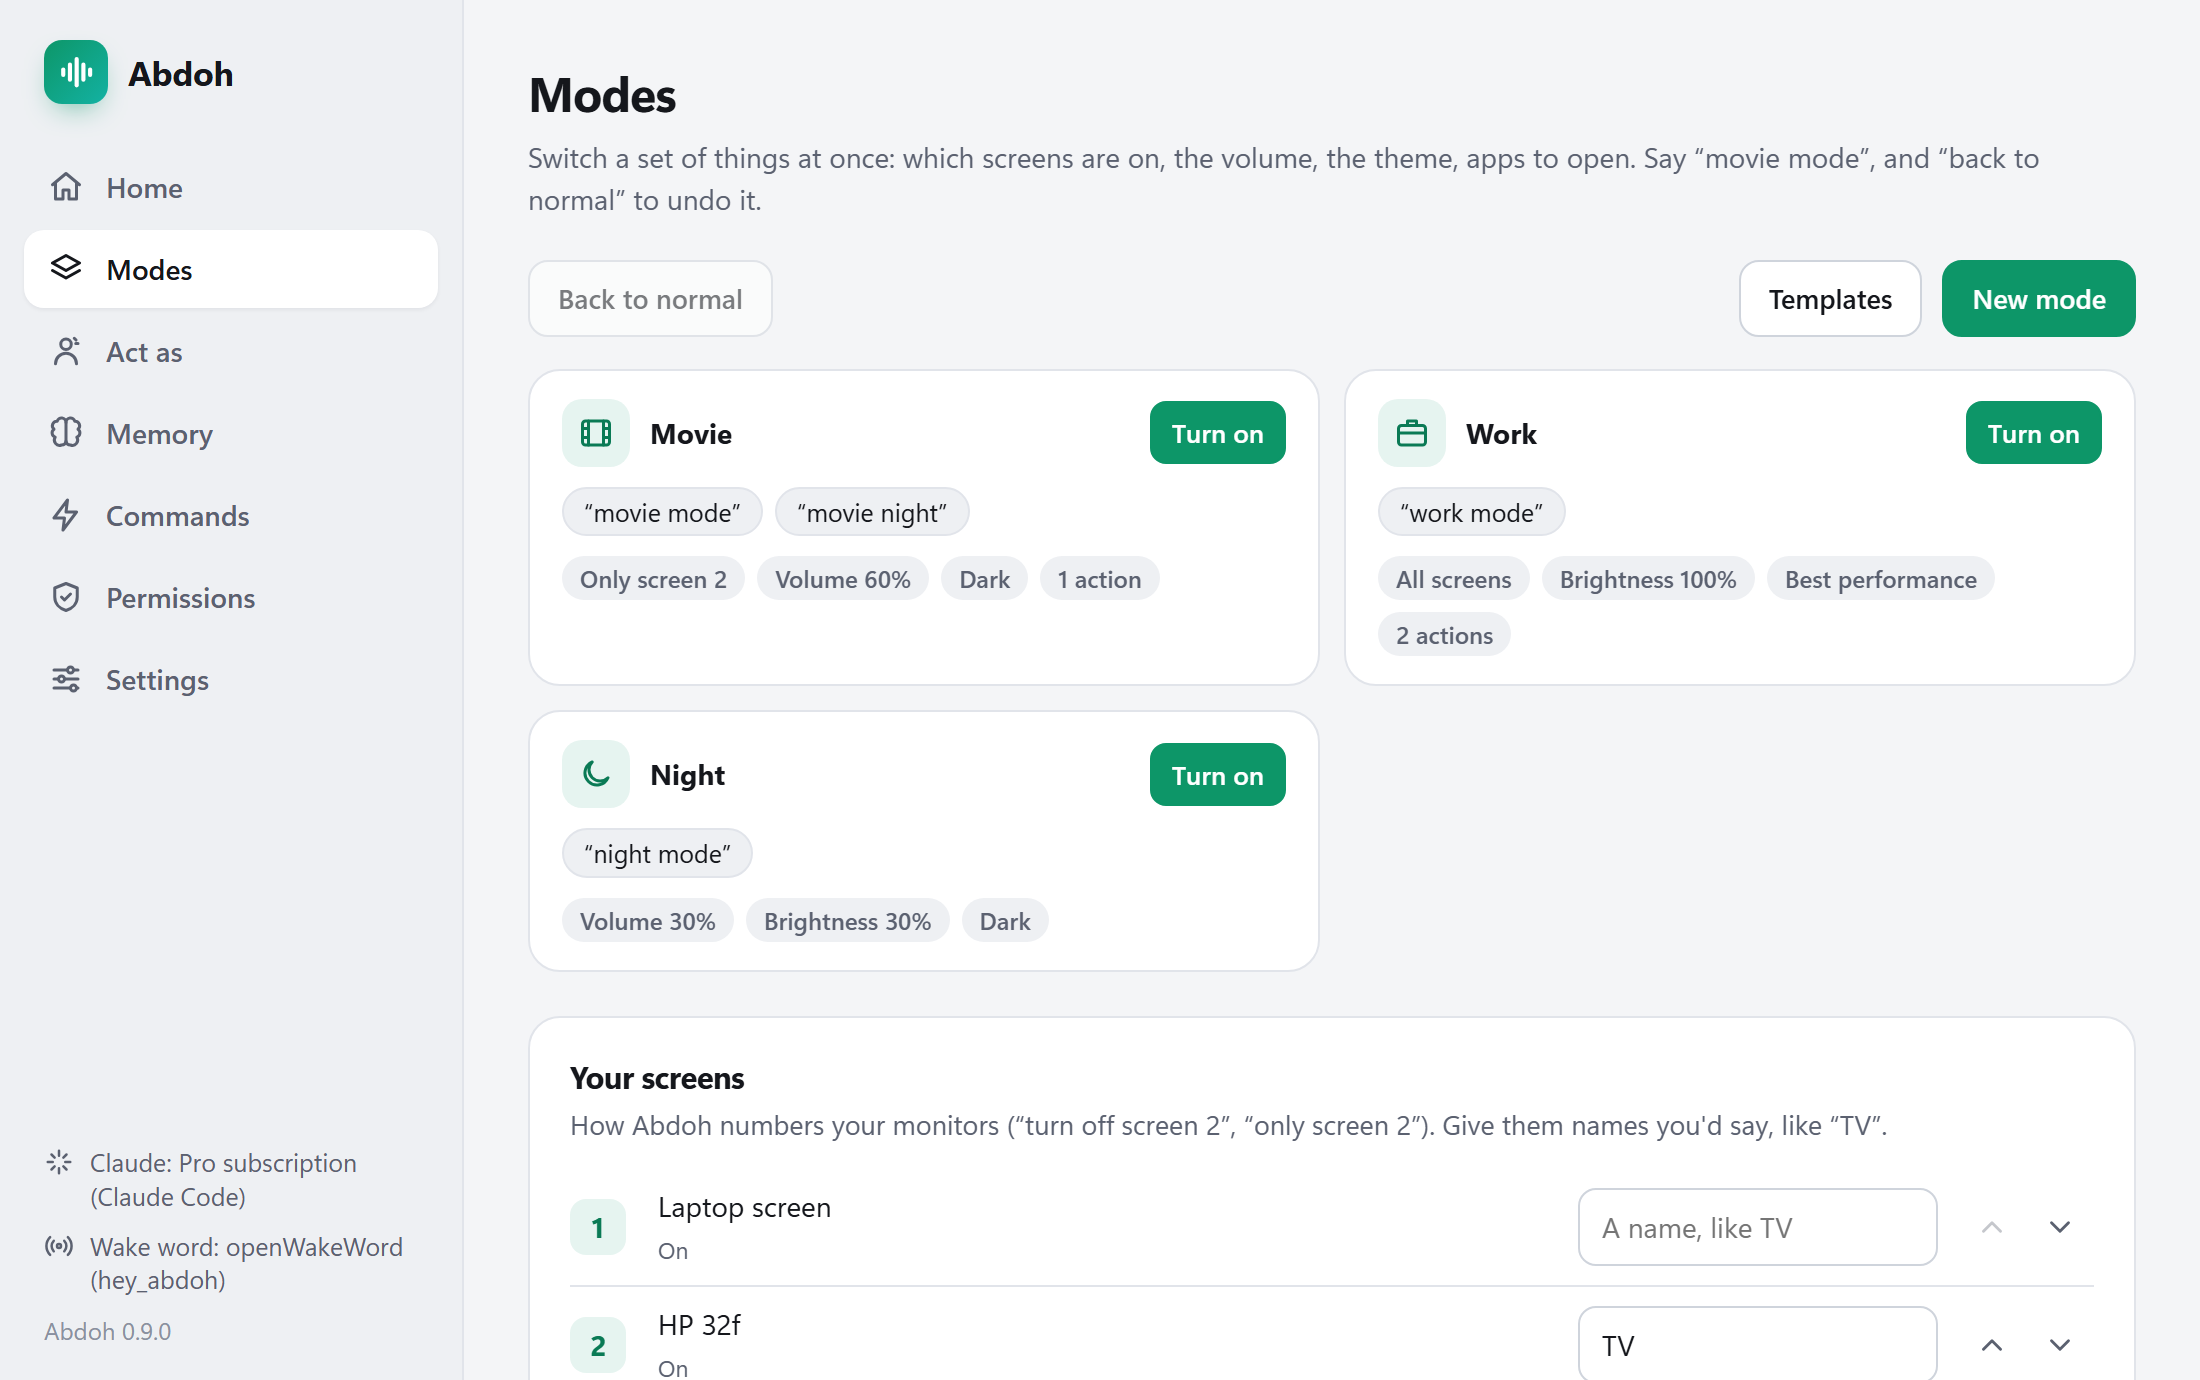 Abdoh
Home
Modes
Act as
Memory
Commands
Permissions
Settings
Claude: Pro subscription
(Claude Code)
Wake word: openWakeWord
(hey_abdoh)
Abdoh 0.9.0
Modes
Switch a set of things at once: which screens are on, the volume, the theme, apps to open. Say “movie mode”, and “back to
normal” to undo it.
Back to normal
Templates
New mode
Movie
Turn on
“movie mode” “movie night”
Only screen 2 Volume 60% Dark 1 action
Work
Turn on
“work mode”
All screens Brightness 100% Best performance
2 actions
Night
Turn on
“night mode”
Volume 30% Brightness 30% Dark
Your screens
How Abdoh numbers your monitors (“turn off screen 2”, “only screen 2”). Give them names you'd say, like “TV”.
1
Laptop screen
On
A name, like TV
2
HP 32f
On
TV